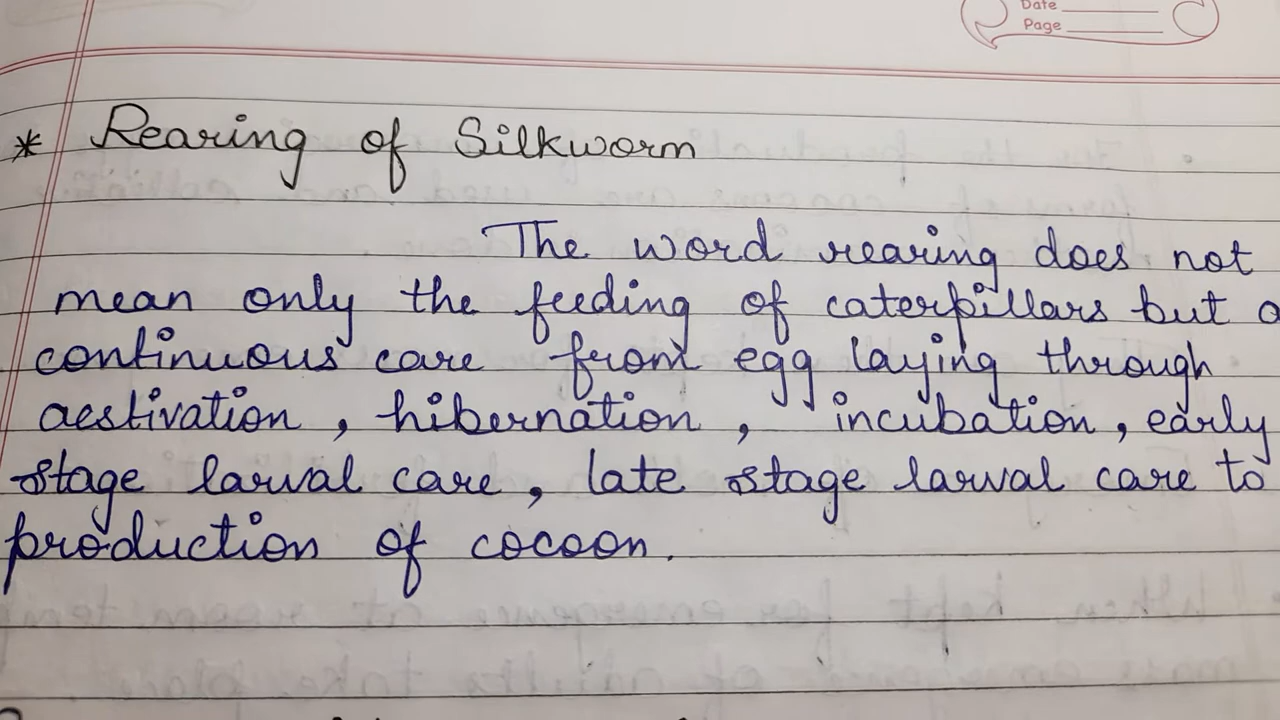 Date
Page
* Rearing of Silkworm
The word rearing does not
mean only the feeding of caterpillars but a
continuous care from egg laying through
aestivation, hibernation, incubation, early
stage larval care, late stage larval care to
production of cocoon.